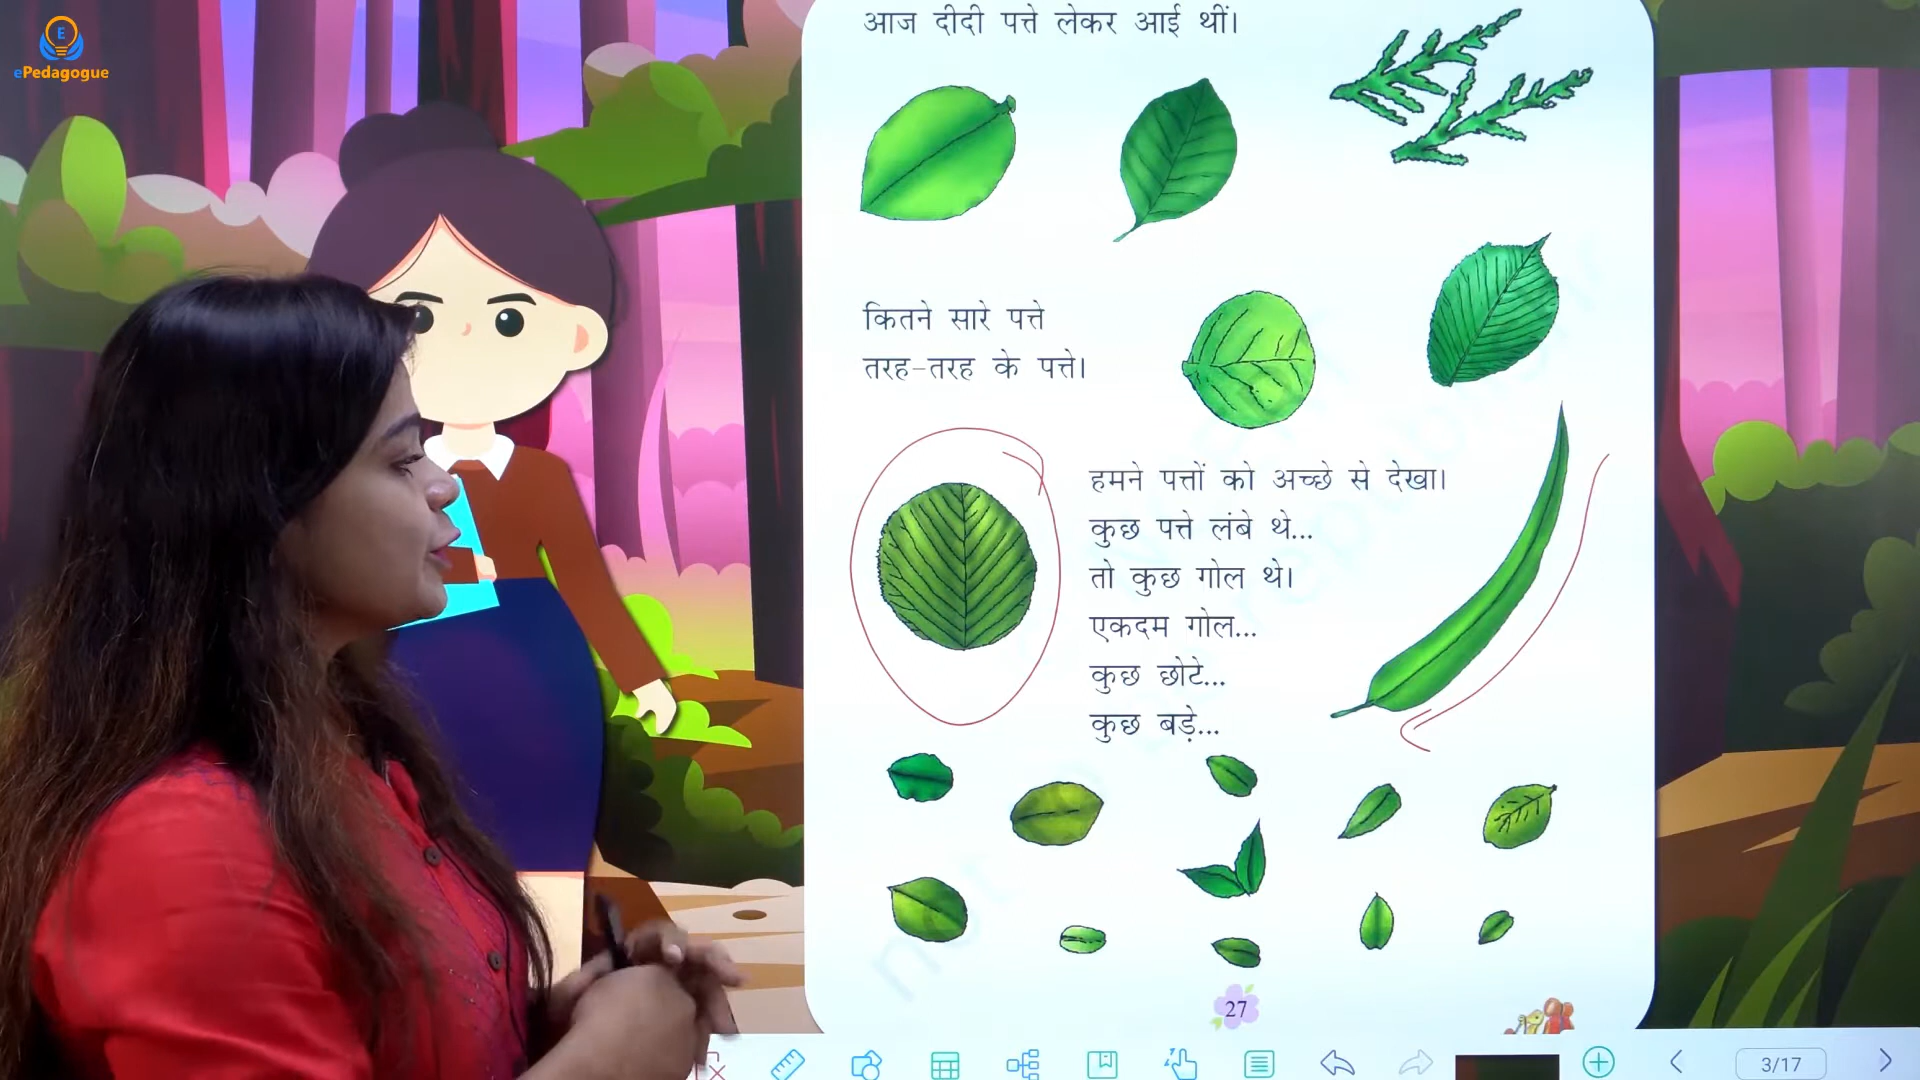 E
ePedagogue
आज दीदी पत्ते लेकर आई थीं।
कितने सारे पत्ते
तरह-तरह के पत्ते।
हमने पत्तों को अच्छे से देखा।
कुछ पत्ते लंबे थे...
तो कुछ गोल थे।
एकदम गोल...
कुछ छोटे...
कुछ बड़े...
27
3/17